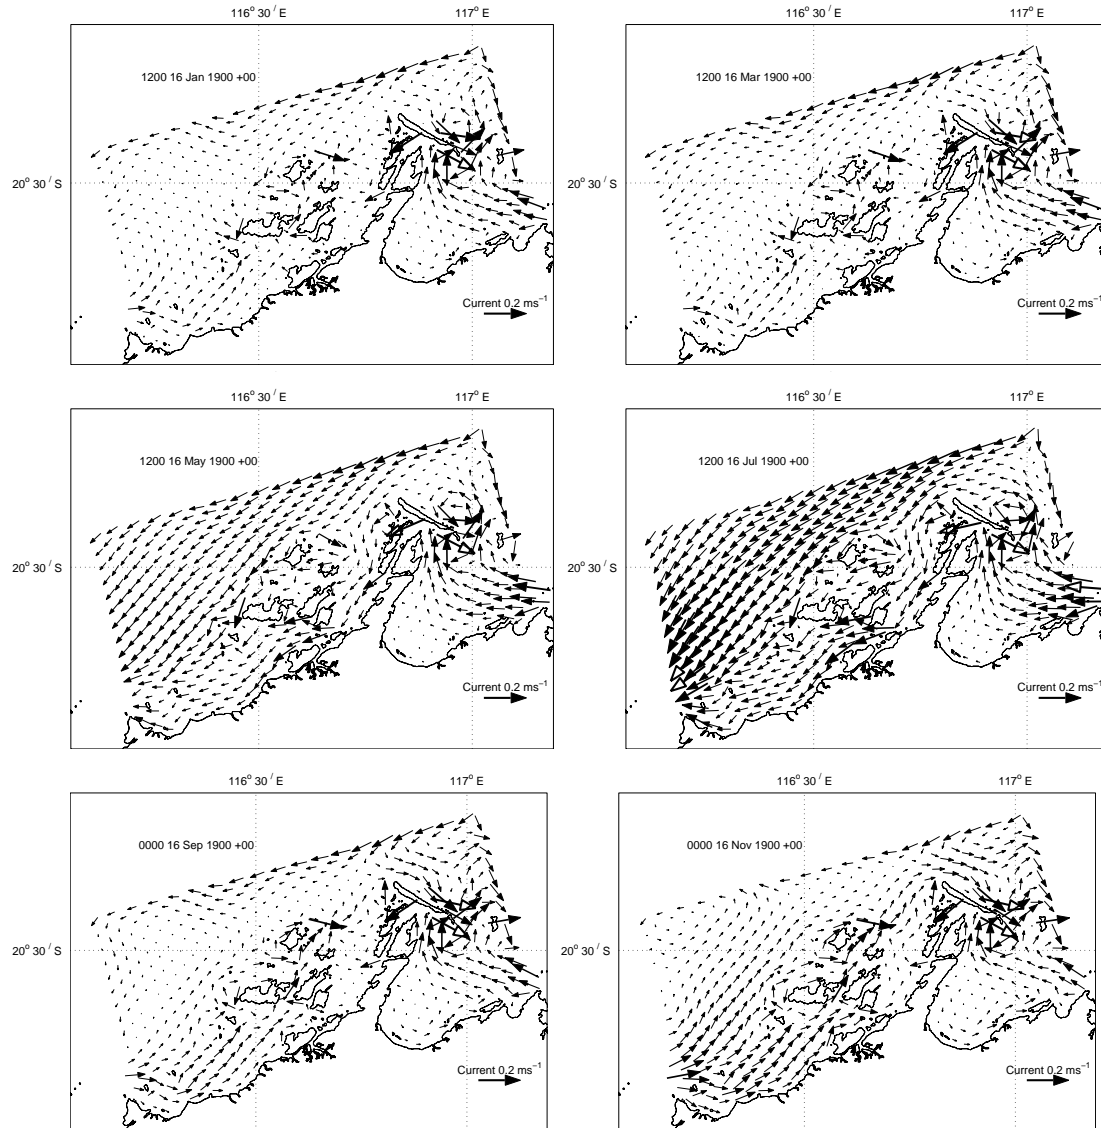 116° 30′ E 117° E 116° 30′ E 117° E
1200 16 Jan 1900 +00 1200 16 Mar 1900 +00
20° 30′ S 20° 30′ S
Current 0.2 ms⁻¹ Current 0.2 ms⁻¹
116° 30′ E 117° E 116° 30′ E 117° E
1200 16 May 1900 +00 1200 16 Jul 1900 +00
20° 30′ S 20° 30′ S
Current 0.2 ms⁻¹ Current 0.2 ms⁻¹
116° 30′ E 117° E 116° 30′ E 117° E
0000 16 Sep 1900 +00 0000 16 Nov 1900 +00
20° 30′ S 20° 30′ S
Current 0.2 ms⁻¹ Current 0.2 ms⁻¹